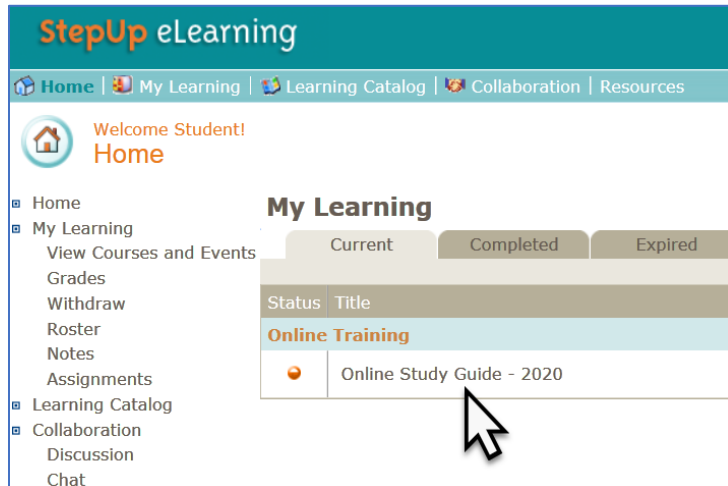 StepUp eLearning
Home | My Learning | Learning Catalog | Collaboration | Resources
Welcome Student!
Home
Home
My Learning
View Courses and Events
Grades
Withdraw
Roster
Notes
Assignments
Learning Catalog
Collaboration
Discussion
Chat
My Learning
Current Completed Expired
Status Title
Online Training
Online Study Guide - 2020